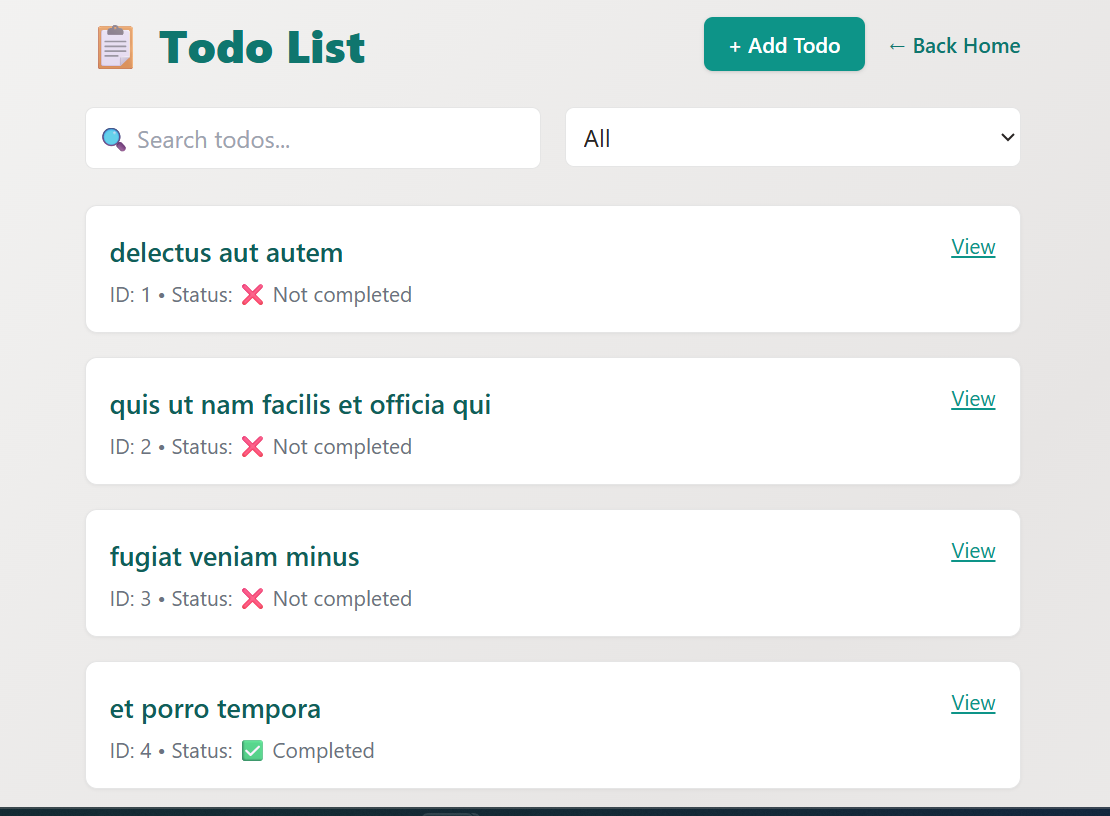 Todo List
+ Add Todo
← Back Home
Search todos...
All
delectus aut autem
View
ID: 1 • Status: ❌ Not completed
quis ut nam facilis et officia qui
View
ID: 2 • Status: ❌ Not completed
fugiat veniam minus
View
ID: 3 • Status: ❌ Not completed
et porro tempora
View
ID: 4 • Status: ✅ Completed